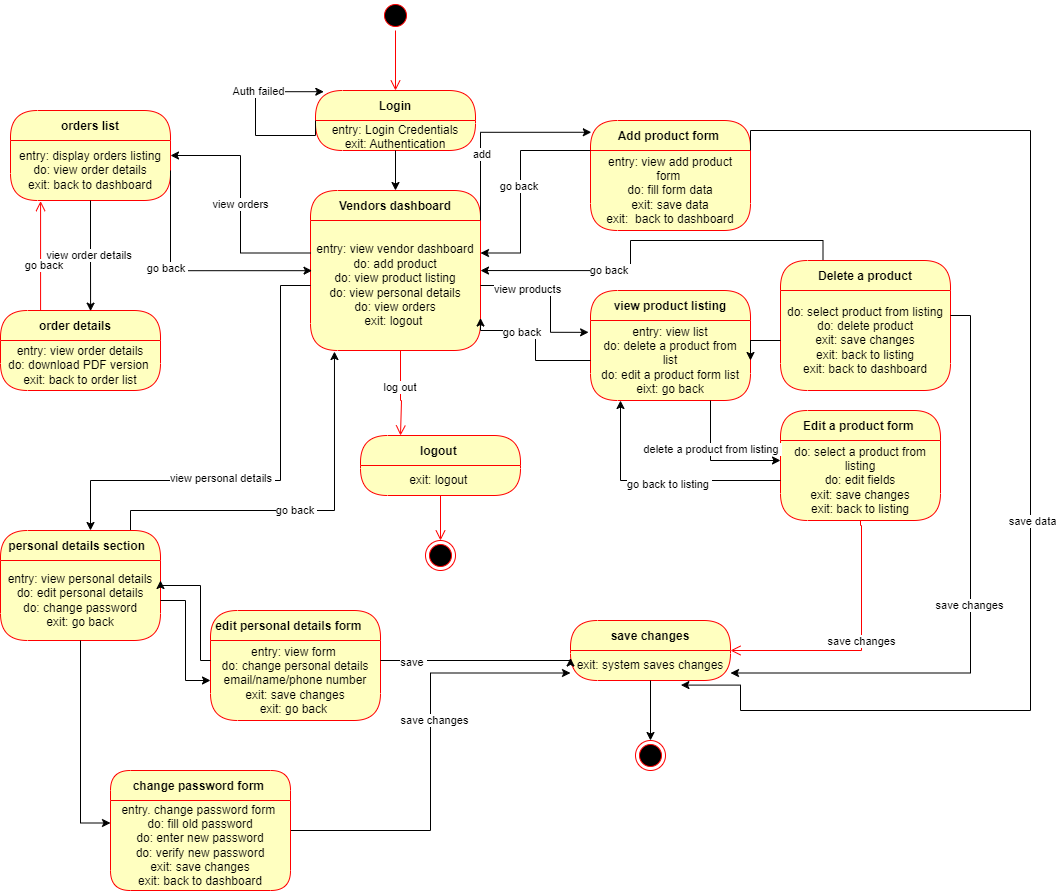 Auth failed
Login
entry: Login Credentials
exit: Authentication
orders list
entry: display orders listing
do: view order details
exit: back to dashboard
view orders
view order details
go back
go back
order details
entry: view order details
do: download PDF version
exit: back to order list
Vendors dashboard
entry: view vendor dashboard
do: add product
do: view product listing
do: view personal details
do: view orders
exit: logout
add
go back
Add product form
entry: view add product
form
do: fill form data
exit: save data
exit:  back to dashboard
go back
view products
go back
view product listing
entry: view list
do: delete a product from
list
do: edit a product form list
eixt: go back
Delete a product
do: select product from listing
do: delete product
exit: save changes
exit: back to listing
exit: back to dashboard
log out
logout
exit: logout
delete a product from listing
go back to listing
Edit a product form
do: select a product from
listing
do: edit fields
exit: save changes
exit: back to listing
view personal details
go back
save data
personal details section
entry: view personal details
do: edit personal details
do: change password
exit: go back
edit personal details form
entry: view form
do: change personal details
email/name/phone number
exit: save changes
exit: go back
save
save changes
save changes
save changes
save changes
exit: system saves changes
change password form
entry. change password form
do: fill old password
do: enter new password
do: verify new password
exit: save changes
exit: back to dashboard